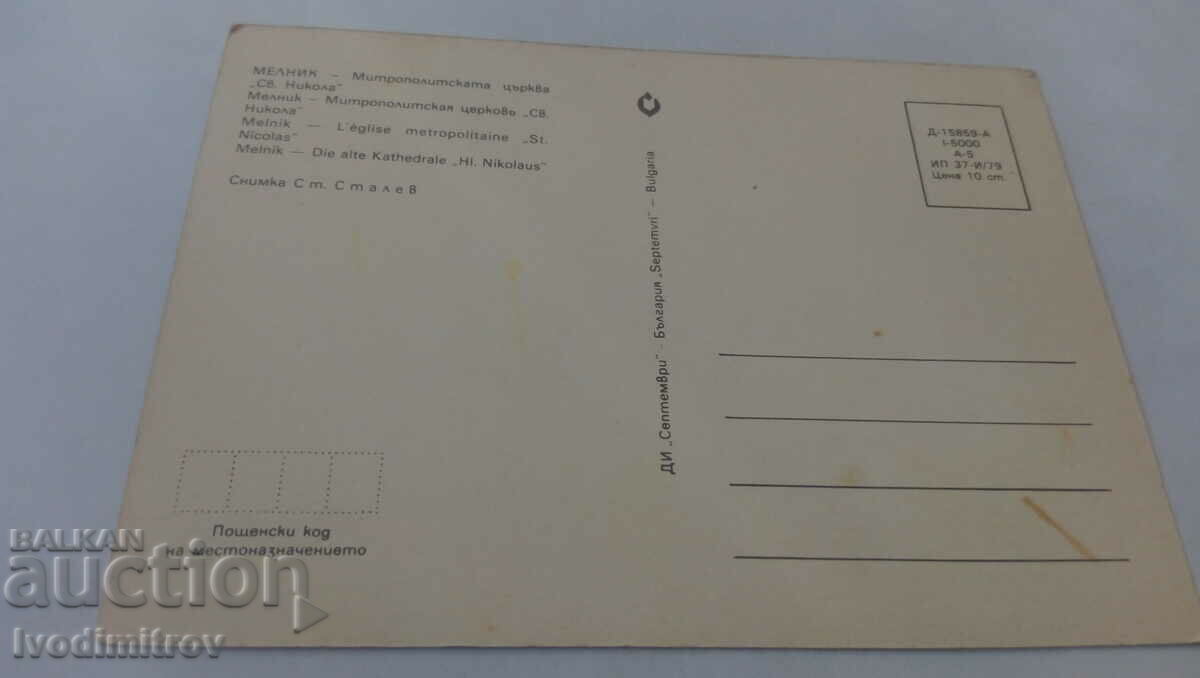 МЕЛНИК – Митрополитската църква
„Св. Никола"
Мелник – Митрополитская церковь „Св.
Никола"
Melnik – L'église metropolitaine „St.
Nicolas"
Melnik – Die alte Kathedrale „Hl. Nikolaus"
Снимка Ст. Сталев
ДИ „Септември" - България „Septemvri" – Bulgaria
Д-15859-А
I-5000
А-5
ИП 37-И/79
Цена 10 ст.
Пощенски код
на местоназначението
BALKAN
auction
Ivodimitrov